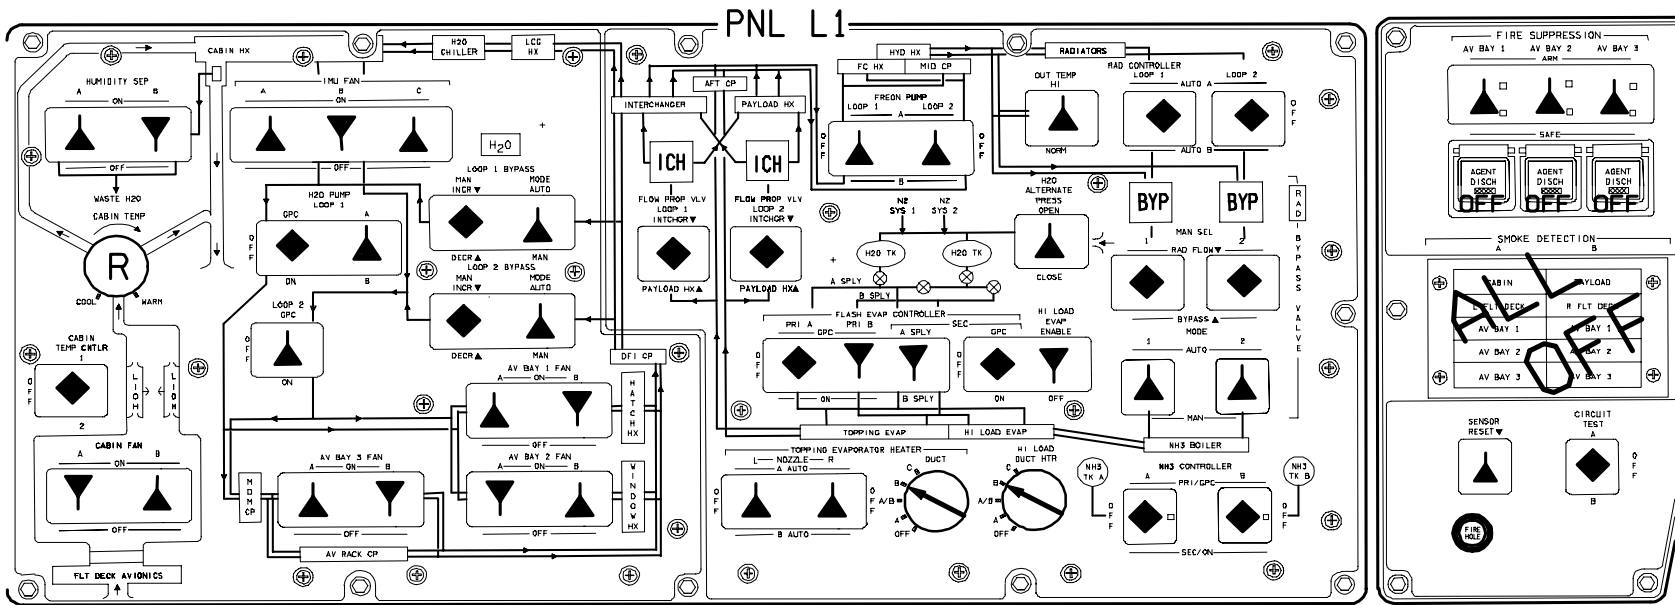 PNL L1
CABIN HX
H2O CHILLER
LCG HX
HUMIDITY SEP
A B
ON
OFF
WASTE H2O
CABIN TEMP
R
COOL WARM
CABIN TEMP CNTLR
1
OFF
2
LIOH LIOH
CABIN FAN
A B
ON
OFF
FLT DECK AVIONICS
IMU FAN
A B C
ON
OFF
H2O
H2O PUMP
LOOP 1
GPC A
OFF
ON B
LOOP 2
GPC
OFF
ON
LOOP 1 BYPASS
MAN MODE
INCR▼ AUTO
DECR▲ MAN
LOOP 2 BYPASS
MAN MODE
INCR▼ AUTO
DECR▲ MAN
DFI CP
AV BAY 1 FAN
A ON B
OFF
HATCH HX
AV BAY 3 FAN
A ON B
OFF
AV BAY 2 FAN
A ON B
OFF
MDM CP
WINDOW HX
AV RACK CP
AFT CP
INTERCHANGER
PAYLOAD HX
ICH ICH
FLOW PROP VLV
LOOP 1
INTCHGR▼
PAYLOAD HX▲
FLOW PROP VLV
LOOP 2
INTCHGR▼
PAYLOAD HX▲
HYD HX
FC HX MID CP
FREON PUMP
LOOP 1 LOOP 2
A
OFF OFF
B
N2 SYS 1
N2 SYS 2
H20 TK H20 TK
A SPLY
B SPLY
RADIATORS
OUT TEMP
HI
NORM
RAD CONTROLLER
LOOP 1 LOOP 2
AUTO A
OFF
AUTO B
H2O
ALTERNATE
PRESS
OPEN
CLOSE
BYP BYP
MAN SEL
1 2
RAD FLOW▼
BYPASS▲
MODE
1 2
AUTO
MAN
RAD BYPASS VALVE
FLASH EVAP CONTROLLER
PRI A PRI B A SPLY SEC
GPC GPC
OFF OFF
ON B SPLY ON
HI LOAD
EVAP
ENABLE
OFF
TOPPING EVAP HI LOAD EVAP
NH3 BOILER
TOPPING EVAPORATOR HEATER
L NOZZLE R
A AUTO
OFF OFF
B AUTO
DUCT
C
B
A/B
A
OFF
HI LOAD
DUCT HTR
C
B
A/B
A
OFF
NH3 TK A
NH3 CONTROLLER
A B
PRI/GPC
OFF OFF
SEC/ON
NH3 TK B
FIRE SUPPRESSION
AV BAY 1 AV BAY 2 AV BAY 3
ARM
SAFE
AGENT DISCH AGENT DISCH AGENT DISCH
OFF OFF OFF
SMOKE DETECTION
A B
CABIN PAYLOAD
L FLT DECK R FLT DECK
AV BAY 1 AV BAY 1
AV BAY 2 AV BAY 2
AV BAY 3 AV BAY 3
ALL OFF
SENSOR
RESET▼
CIRCUIT
TEST
A
OFF
B
FIRE HOLE